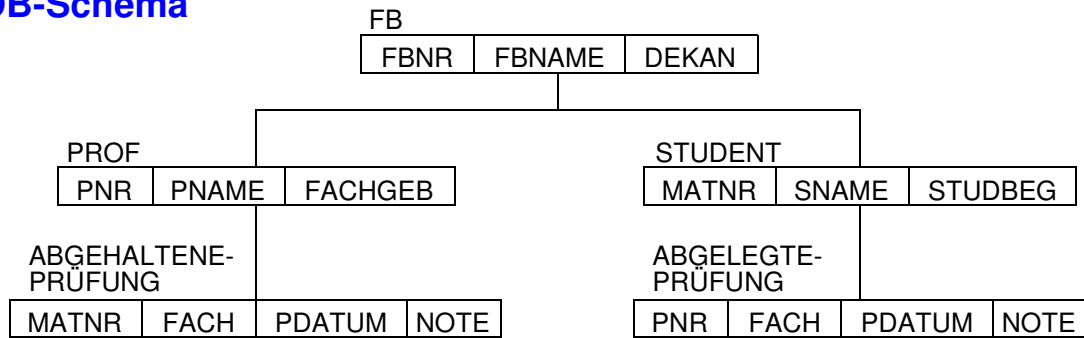 DB-Schema
FB
FBNR FBNAME DEKAN
PROF STUDENT
PNR PNAME FACHGEB MATNR SNAME STUDBEG
ABGEHALTENE- ABGELEGTE-
PRÜFUNG PRÜFUNG
MATNR FACH PDATUM NOTE PNR FACH PDATUM NOTE